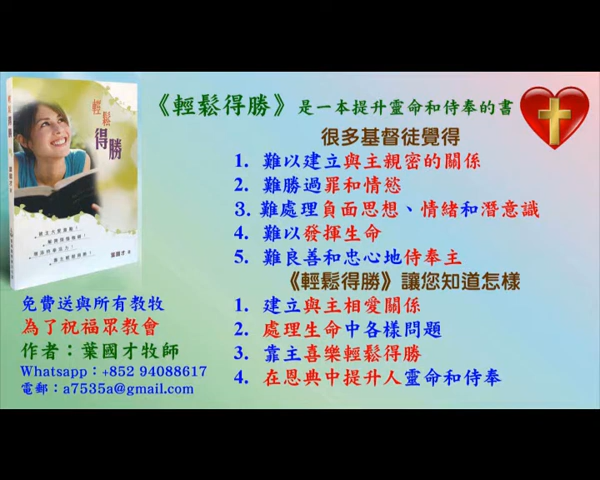 《輕鬆得勝》是一本提升靈命和侍奉的書
很多基督徒覺得
1. 難以建立與主親密的關係
2. 難勝過罪和情慾
3. 難處理負面思想、情緒和潛意識
4. 難以發揮生命
5. 難良善和忠心地侍奉主
《輕鬆得勝》讓您知道怎樣
1. 建立與主相愛關係
2. 處理生命中各樣問題
3. 靠主喜樂輕鬆得勝
4. 在恩典中提升人靈命和侍奉
輕鬆得勝
輕鬆
得勝
葉國才 著
免費送與所有教牧
為了祝福眾教會
作者：葉國才牧師
Whatsapp：+852 94088617
電郵：a7535a@gmail.com